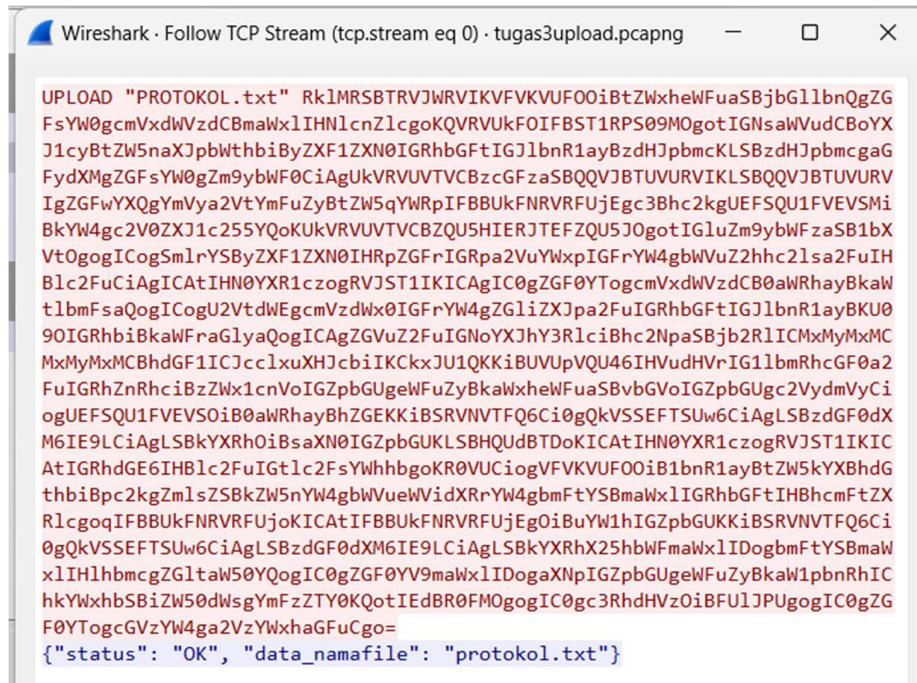 Wireshark · Follow TCP Stream (tcp.stream eq 0) · tugas3upload.pcapng
UPLOAD "PROTOKOL.txt" RklMRSBTRVJWRVIKVFVKVUFOOiBtZWxheWFuaSBjbGllbnQgZG
FsYW0gcmVxdWVzdCBmaWxlIHNlcnZlcgoKQVRVUkFOIFBST1RPS09MOgotIGNsaWVudCBoYX
J1cyBtZW5naXJpbWthbiByZXF1ZXN0IGRhbGFtIGJlbnR1ayBzdHJpbmcKLSBzdHJpbmcgaG
FydXMgZGFsYW0gZm9ybWF0CiAgUkVRVUVTVCBzcGFzaSBQQVJBTUVURVIKLSBQQVJBTUVURV
IgZGFwYXQgYmVya2VtYmFuZyBtZW5qYWRpIFBBUkFNRVRFUjEgc3Bhc2kgUEFSQU1FVEVSMi
BkYW4gc2V0ZXJ1c255YQoKUkVRVUVTVCBZQU5HIERJTEFZQU5JOgotIGluZm9ybWFzaSB1bX
VtOgogICogSmlrYSByZXF1ZXN0IHRpZGFrIGRpa2VuYWxpIGFrYW4gbWVuZ2hhc2lsa2FuIH
Blc2FuCiAgICAtIHN0YXR1czogRVJST1IKICAgIC0gZGF0YTogcmVxdWVzdCB0aWRhayBkaW
tlbmFsaQogICogU2VtdWEgcmVzdWx0IGFrYW4gZGliZXJpa2FuIGRhbGFtIGJlbnR1ayBKU0
9OIGRhbiBkaWFraGlyaQogICAgZGVuZ2FuIGNoYXJhY3RlciBhc2NpaSBjb2RlICMxMyMxMC
MxMyMxMCBhdGF1ICJcclxuXHJcbiIKCkxJU1QKKiBUVUpVQU46IHVudHVrIG1lbmRhcGF0a2
FuIGRhZnRhciBzZWx1cnVoIGZpbGUgeWFuZyBkaWxheWFuaSBvbGVoIGZpbGUgc2VydmVyCi
ogUEFSQU1FVEVSOiB0aWRhayBhZGEKKiBSRVNVTFQ6Ci0gQkVSSEFTSUw6CiAgLSBzdGF0dX
M6IE9LCiAgLSBkYXRhOiBsaXN0IGZpbGUKLSBHQUdBTDoKICAtIHN0YXR1czogRVJST1IKIC
AtIGRhdGE6IHBlc2FuIGtlc2FsYWhhbgoKR0VUCiogVFVKVUFOOiB1bnR1ayBtZW5kYXBhdG
thbiBpc2kgZmlsZSBkZW5nYW4gbWVueWVidXRrYW4gbmFtYSBmaWxlIGRhbGFtIHBhcmFtZX
RlcgoqIFBBUkFNRVRFUjoKICAtIFBBUkFNRVRFUjEgOiBuYW1hIGZpbGUKKiBSRVNVTFQ6Ci
0gQkVSSEFTSUw6CiAgLSBzdGF0dXM6IE9LCiAgLSBkYXRhX25hbWFmaWxlIDogbmFtYSBmaW
xlIHlhbmcgZGltaW50YQogIC0gZGF0YV9maWxlIDogaXNpIGZpbGUgeWFuZyBkaW1pbnRhIC
hkYWxhbSBiZW50dWsgYmFzZTY0KQotIEdBR0FMOgogIC0gc3RhdHVzOiBFUlJPUgogIC0gZG
F0YTogcGVzYW4ga2VzYWxhaGFuCgo=
{"status": "OK", "data_namafile": "protokol.txt"}